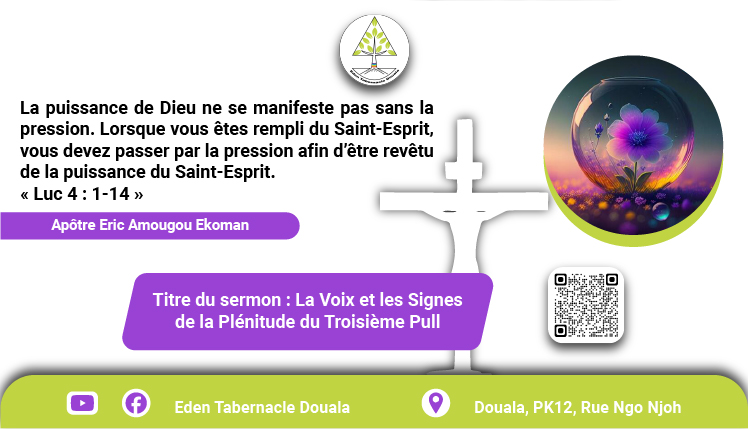 Eden Tabernacle Douala
La puissance de Dieu ne se manifeste pas sans la
pression. Lorsque vous êtes rempli du Saint-Esprit,
vous devez passer par la pression afin d’être revêtu
de la puissance du Saint-Esprit.
« Luc 4 : 1-14 »
Apôtre Eric Amougou Ekoman
Titre du sermon : La Voix et les Signes
de la Plénitude du Troisième Pull
Eden Tabernacle Douala
Douala, PK12, Rue Ngo Njoh